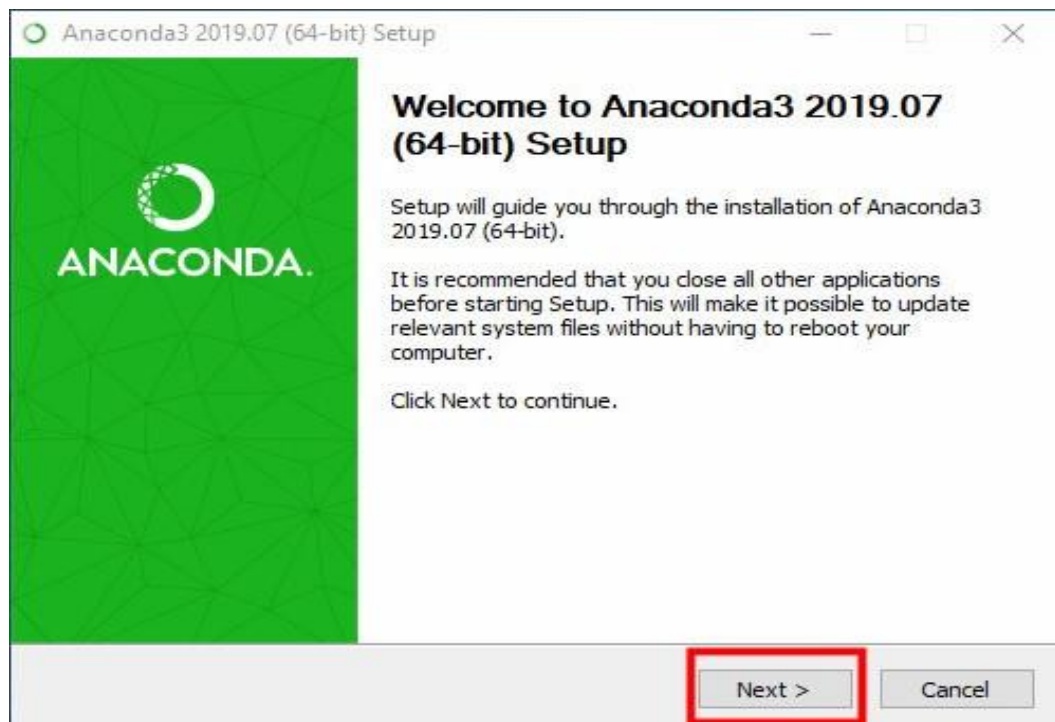 Anaconda3 2019.07 (64-bit) Setup
Welcome to Anaconda3 2019.07
(64-bit) Setup
ANACONDA.
Setup will guide you through the installation of Anaconda3
2019.07 (64-bit).
It is recommended that you close all other applications
before starting Setup. This will make it possible to update
relevant system files without having to reboot your
computer.
Click Next to continue.
Next >
Cancel